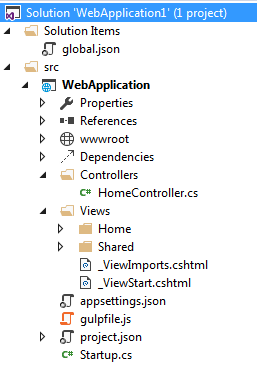 Solution 'WebApplication1' (1 project)
Solution Items
global.json
src
WebApplication
Properties
References
wwwroot
Dependencies
Controllers
C# HomeController.cs
Views
Home
Shared
_ViewImports.cshtml
_ViewStart.cshtml
appsettings.json
gulpfile.js
project.json
C# Startup.cs